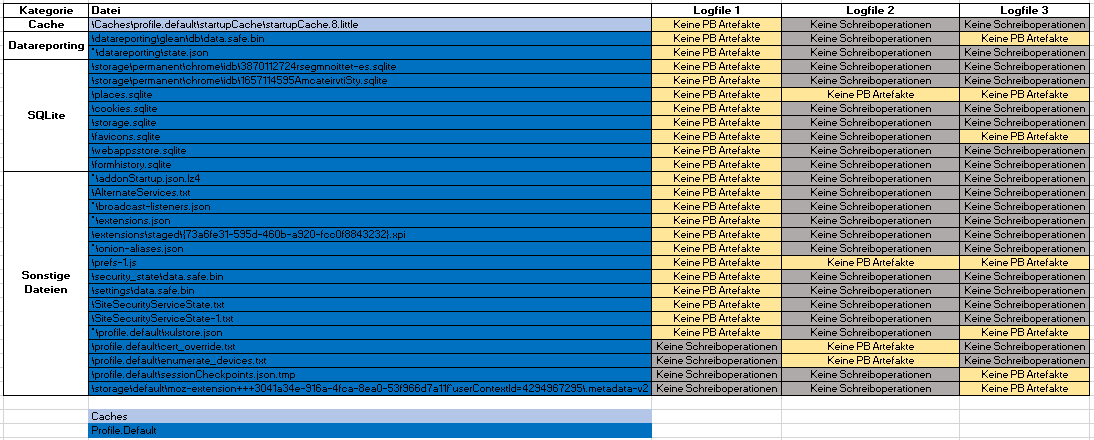 Kategorie Datei Logfile 1 Logfile 2 Logfile 3
Cache \Caches\profile.default\startupCache\startupCache.8.little Keine PB Artefakte Keine Schreiboperationen Keine Schreiboperationen
Datareporting \datareporting\glean\db\data.safe.bin Keine PB Artefakte Keine Schreiboperationen Keine PB Artefakte
*\datareporting\state.json Keine PB Artefakte Keine Schreiboperationen Keine Schreiboperationen
SQLite \storage\permanent\chrome\idb\3870112724rsegmnoittet-es.sqlite Keine PB Artefakte Keine Schreiboperationen Keine Schreiboperationen
\storage\permanent\chrome\idb\1657114595AmcateirvtiSty.sqlite Keine PB Artefakte Keine Schreiboperationen Keine Schreiboperationen
\places.sqlite Keine PB Artefakte Keine PB Artefakte Keine PB Artefakte
\cookies.sqlite Keine PB Artefakte Keine Schreiboperationen Keine Schreiboperationen
\storage.sqlite Keine PB Artefakte Keine Schreiboperationen Keine Schreiboperationen
\favicons.sqlite Keine PB Artefakte Keine Schreiboperationen Keine PB Artefakte
\webappsstore.sqlite Keine PB Artefakte Keine Schreiboperationen Keine Schreiboperationen
\formhistory.sqlite Keine PB Artefakte Keine Schreiboperationen Keine Schreiboperationen
Sonstige Dateien *\addonStartup.json.lz4 Keine PB Artefakte Keine Schreiboperationen Keine Schreiboperationen
\AlternateServices.txt Keine PB Artefakte Keine Schreiboperationen Keine Schreiboperationen
*\broadcast-listeners.json Keine PB Artefakte Keine Schreiboperationen Keine Schreiboperationen
*\extensions.json Keine PB Artefakte Keine Schreiboperationen Keine Schreiboperationen
\extensions\staged\{73a6fe31-595d-460b-a920-fcc0f8843232}.xpi Keine PB Artefakte Keine Schreiboperationen Keine Schreiboperationen
*\onion-aliases.json Keine PB Artefakte Keine Schreiboperationen Keine Schreiboperationen
\prefs-1.js Keine PB Artefakte Keine PB Artefakte Keine PB Artefakte
\security_state\data.safe.bin Keine PB Artefakte Keine Schreiboperationen Keine Schreiboperationen
\settings\data.safe.bin Keine PB Artefakte Keine Schreiboperationen Keine Schreiboperationen
\SiteSecurityServiceState.txt Keine PB Artefakte Keine Schreiboperationen Keine Schreiboperationen
\SiteSecurityServiceState-1.txt Keine PB Artefakte Keine Schreiboperationen Keine Schreiboperationen
*\profile.default\xulstore.json Keine PB Artefakte Keine Schreiboperationen Keine PB Artefakte
\profile.default\cert_override.txt Keine Schreiboperationen Keine PB Artefakte Keine Schreiboperationen
\profile.default\enumerate_devices.txt Keine Schreiboperationen Keine PB Artefakte Keine Schreiboperationen
\profile.default\sessionCheckpoints.json.tmp Keine Schreiboperationen Keine Schreiboperationen Keine PB Artefakte
\storage\default\moz-extension+++3041a34e-916a-4fca-8ea0-53f966d7a11f^userContextId=4294967295\.metadata-v2 Keine Schreiboperationen Keine Schreiboperationen Keine PB Artefakte
Caches
Profile.Default